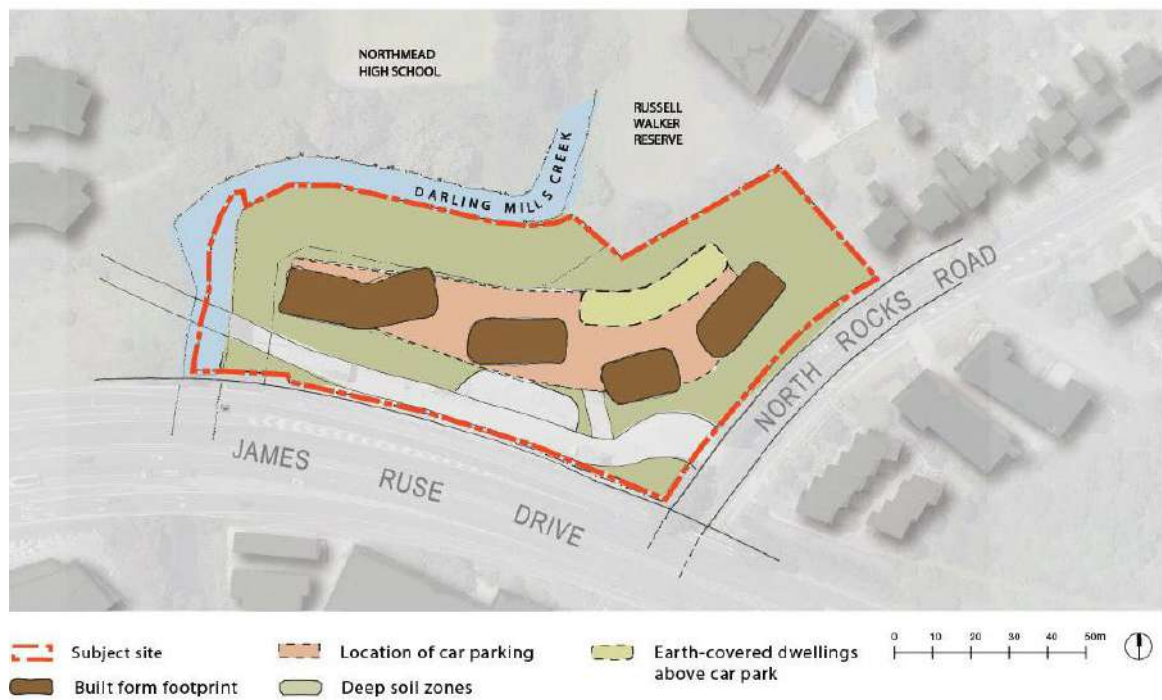 NORTHMEAD
HIGH SCHOOL
RUSSELL
WALKER
RESERVE
DARLING MILLS CREEK
NORTH ROCKS ROAD
JAMES RUSE DRIVE
Subject site
Built form footprint
Location of car parking
Deep soil zones
Earth-covered dwellings
above car park
0 10 20 30 40 50m